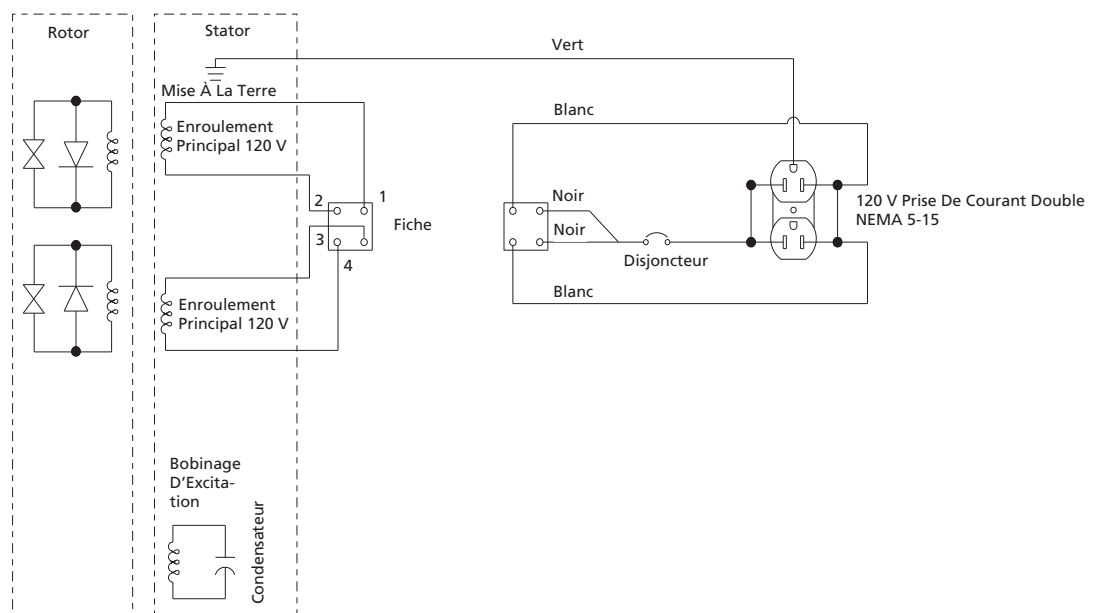 Rotor
Stator
Vert
Mise À La Terre
Blanc
Enroulement
Principal 120 V
2
1
3
4
Fiche
Noir
Noir
Disjoncteur
120 V Prise De Courant Double
NEMA 5-15
Blanc
Enroulement
Principal 120 V
Bobinage
D'Excita-
tion
Condensateur